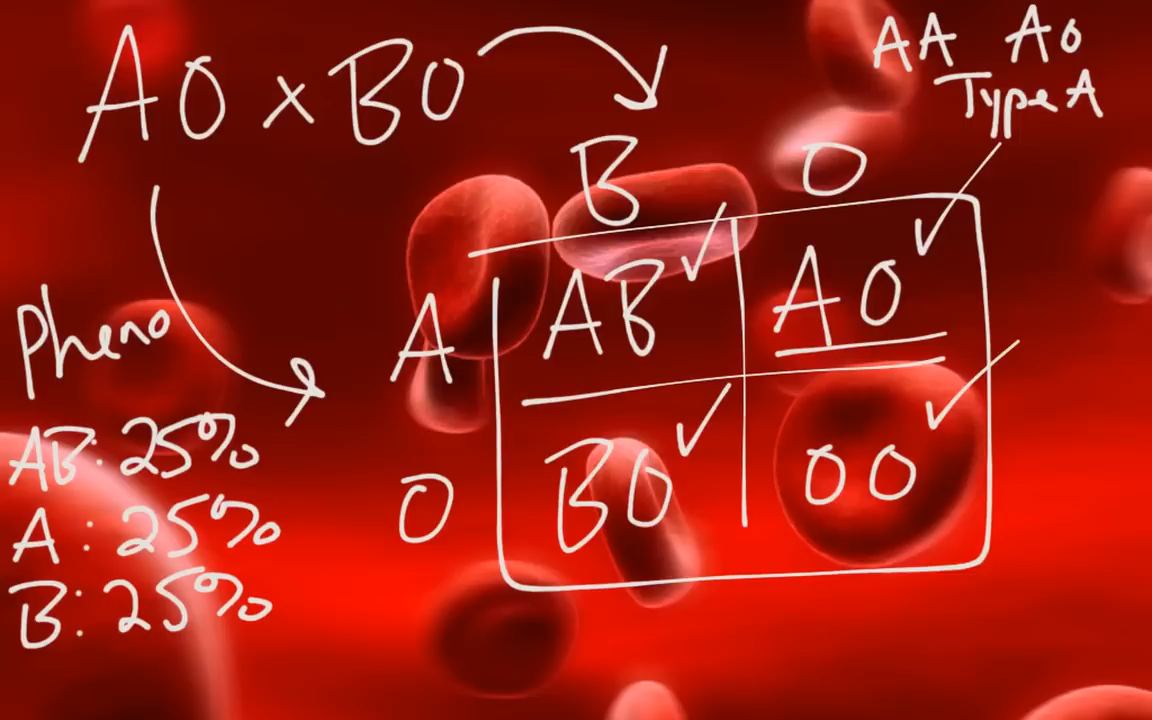 AO x BO
AA AO
Type A
B O
A AB AO
O BO OO
Pheno
AB: 25%
A: 25%
B: 25%